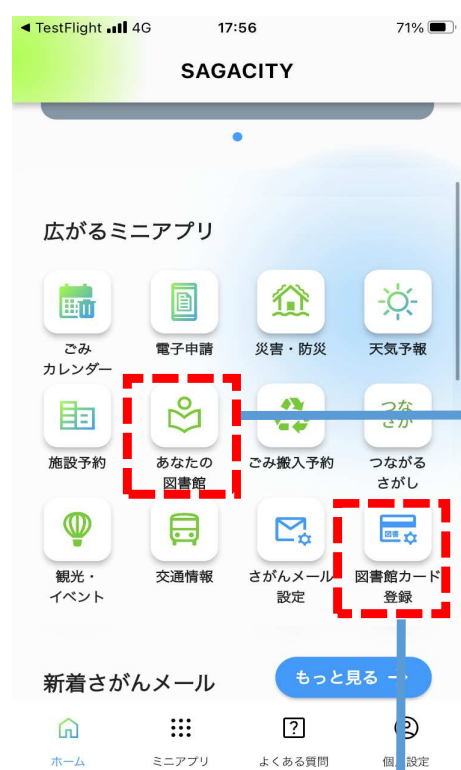 ◀ TestFlight 4G 17:56 71%
SAGACITY
広がるミニアプリ
ごみ
カレンダー
電子申請
災害・防災
天気予報
つな
さが
施設予約
あなたの
図書館
ごみ搬入予約
つながる
さがし
図書
観光・
イベント
交通情報
さがんメール
設定
図書館カード
登録
新着さがんメール
もっと見る →
ホーム
ミニアプリ
よくある質問
個 設定